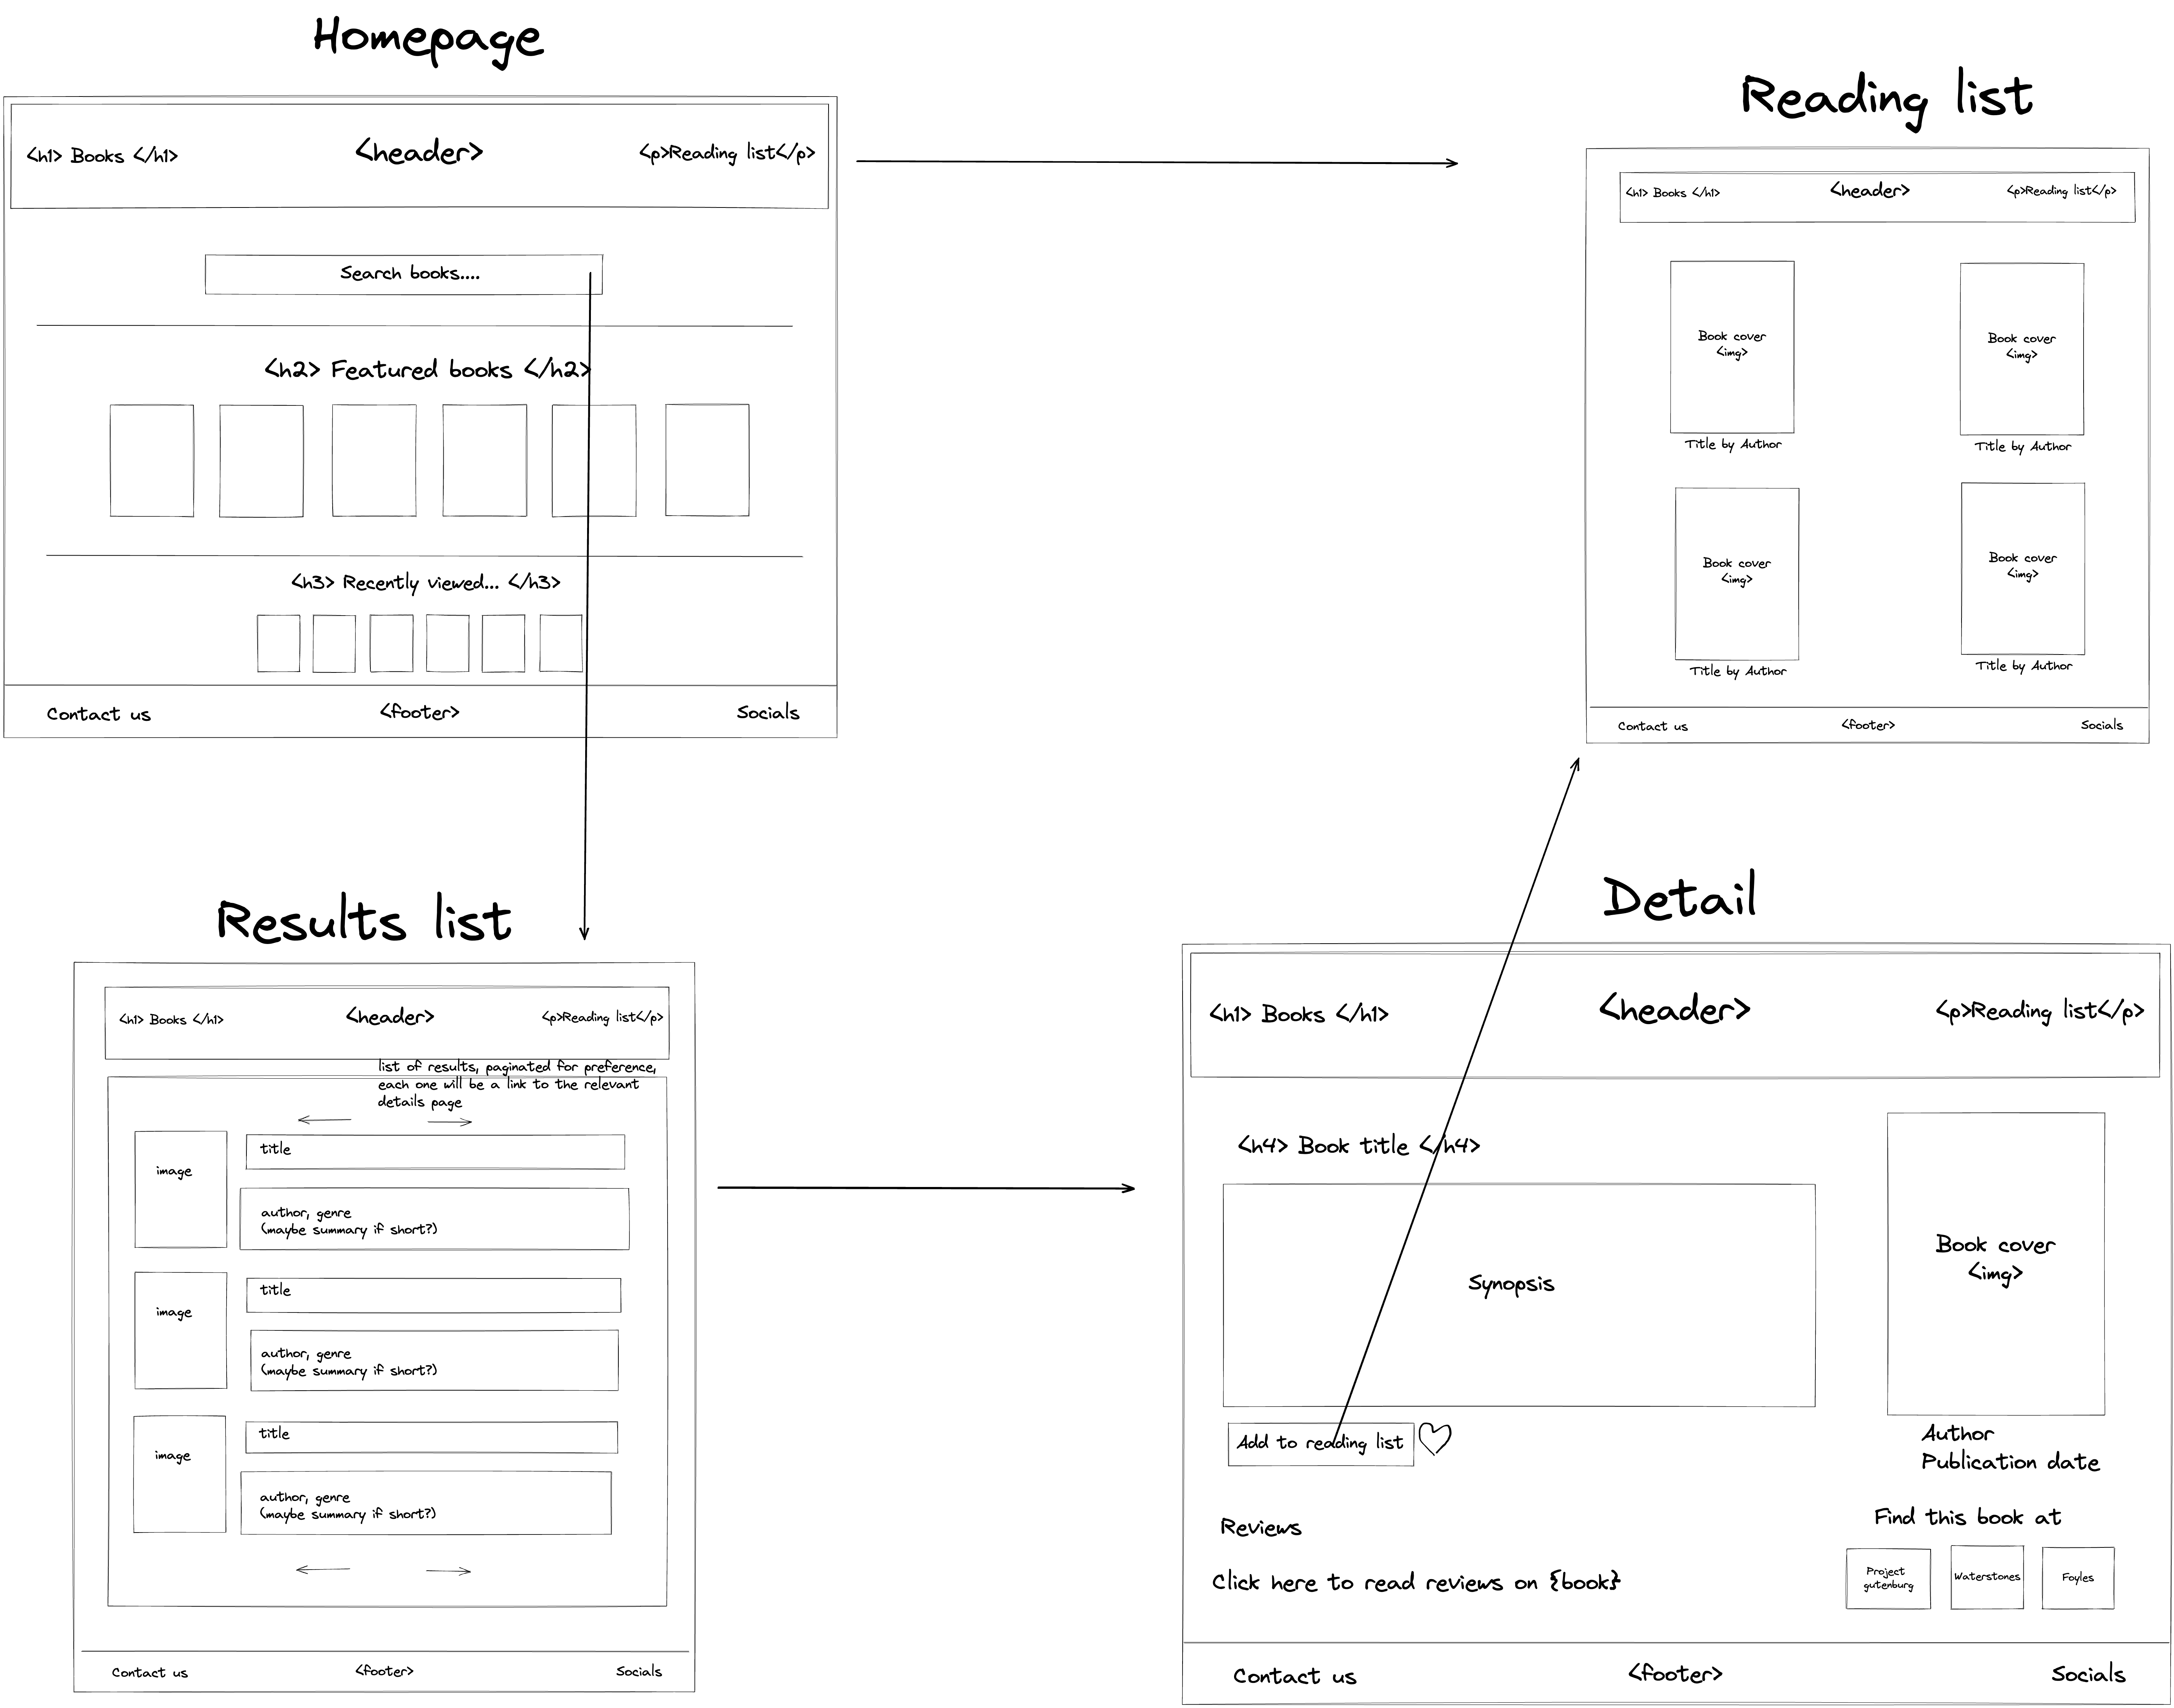 Homepage
<h1> Books </h1>
<header>
<p>Reading list</p>
Search books....
<h2> Featured books </h2>
<h3> Recently viewed... </h3>
Contact us
<footer>
Socials
Reading list
<h1> Books </h1>
<header>
<p>Reading list</p>
Book cover
<img>
Title by Author
Book cover
<img>
Title by Author
Book cover
<img>
Title by Author
Book cover
<img>
Title by Author
Contact us
<footer>
Socials
Results list
<h1> Books </h1>
<header>
<p>Reading list</p>
list of results, paginated for preference,
each one will be a link to the relevant
details page
image
title
author, genre
(maybe summary if short?)
image
title
author, genre
(maybe summary if short?)
image
title
author, genre
(maybe summary if short?)
Contact us
<footer>
Socials
Detail
<h1> Books </h1>
<header>
<p>Reading list</p>
<h4> Book title </h4>
Synopsis
Book cover
<img>
Add to reading list
Author
Publication date
Reviews
Click here to read reviews on {book}
Find this book at
Project
gutenburg
Waterstones
Foyles
Contact us
<footer>
Socials